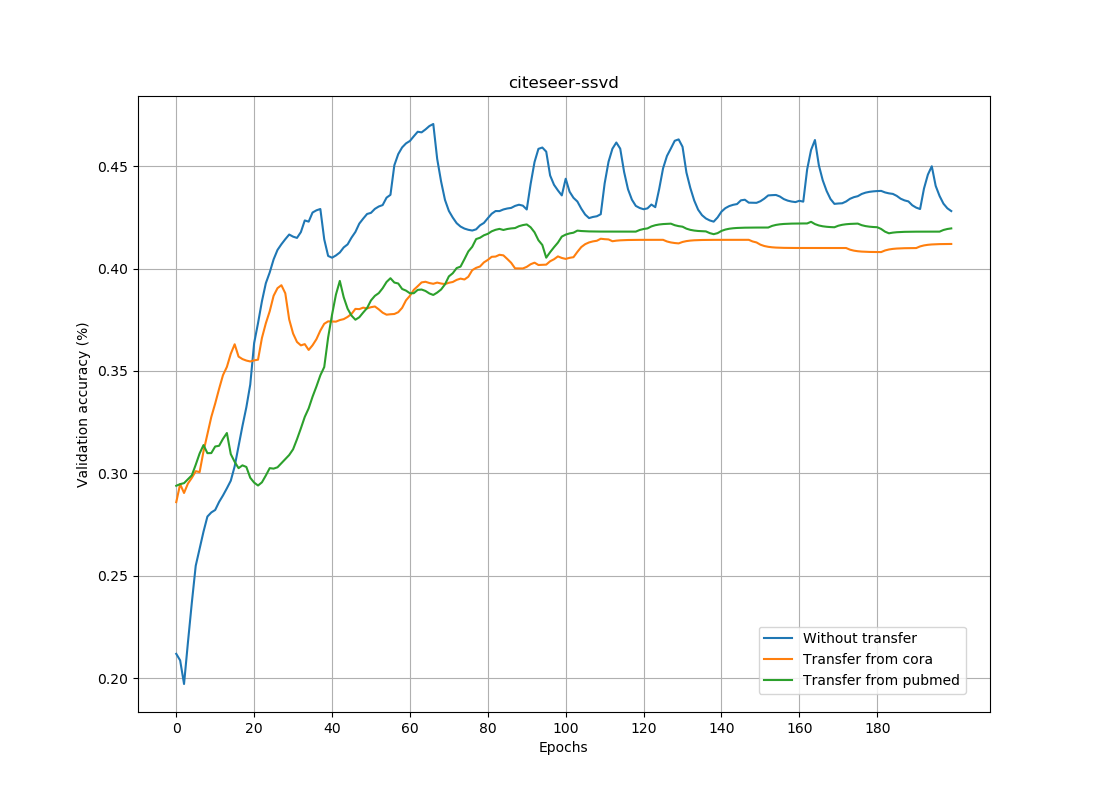 citeseer-ssvd
Validation accuracy (%)
0.45
0.40
0.35
0.30
0.25
0.20
0 20 40 60 80 100 120 140 160 180
Epochs
Without transfer
Transfer from cora
Transfer from pubmed